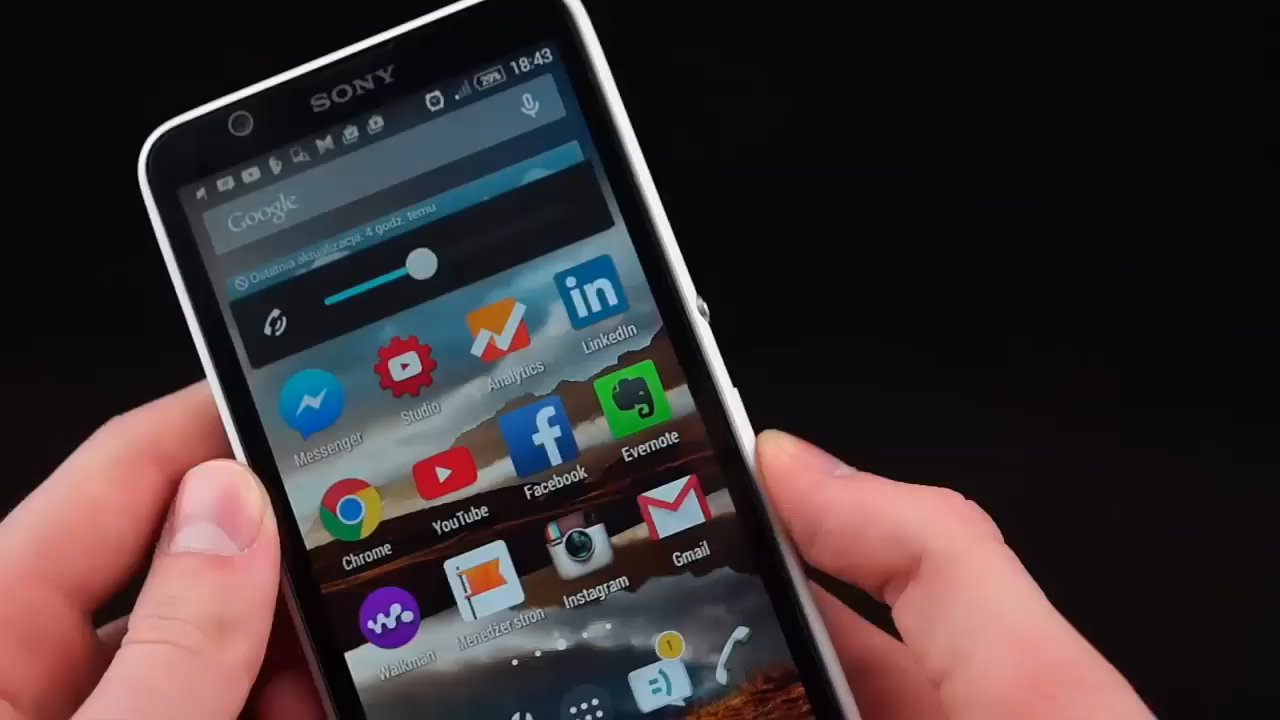 SONY
29% 18:43
Google
Ostatnia aktualizacja: 4 godz. temu
Messenger
Studio
Analytics
LinkedIn
Chrome
YouTube
Facebook
Evernote
Walkman
Menedżer stron
Instagram
Gmail
1